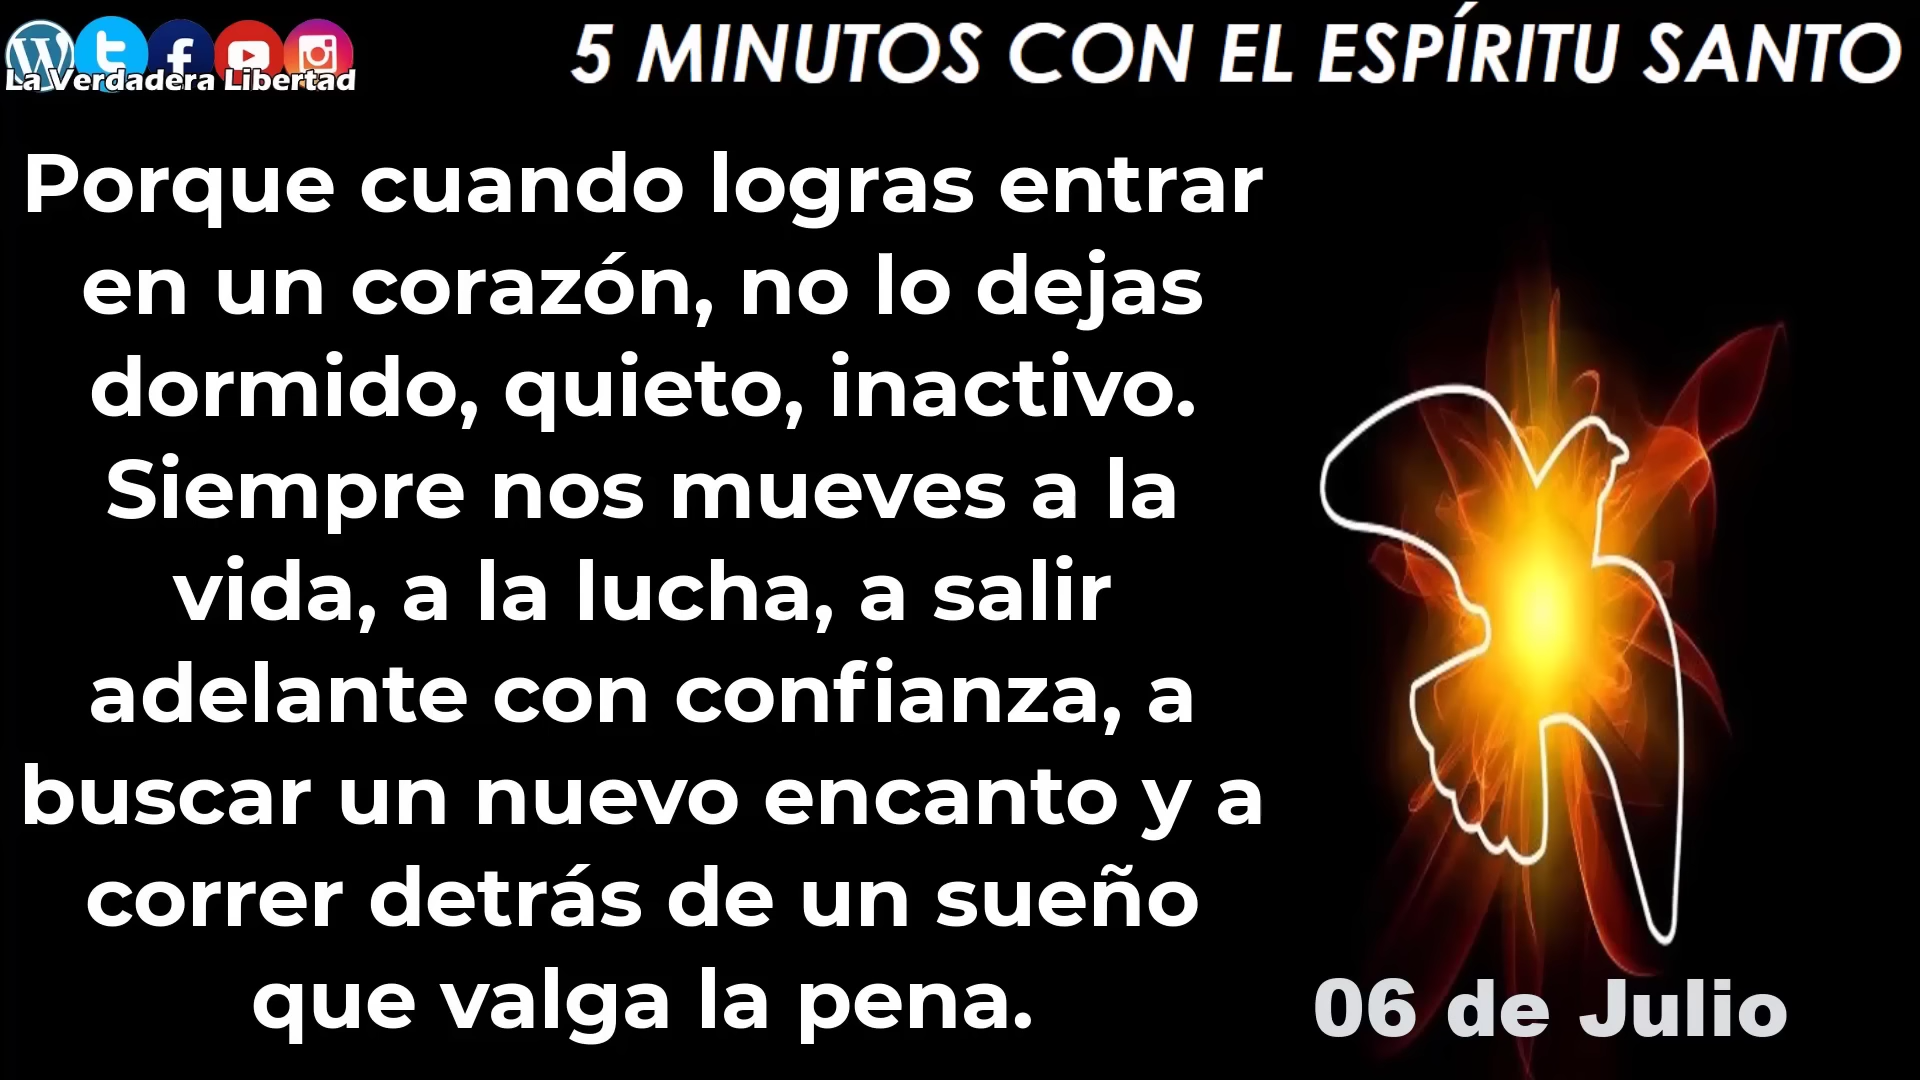 La Verdadera Libertad
5 MINUTOS CON EL ESPÍRITU SANTO
Porque cuando logras entrar
en un corazón, no lo dejas
dormido, quieto, inactivo.
Siempre nos mueves a la
vida, a la lucha, a salir
adelante con confianza, a
buscar un nuevo encanto y a
correr detrás de un sueño
que valga la pena.
06 de Julio